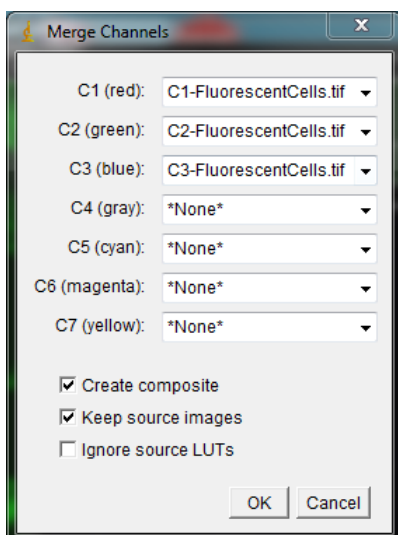 Merge Channels
C1 (red): C1-FluorescentCells.tif
C2 (green): C2-FluorescentCells.tif
C3 (blue): C3-FluorescentCells.tif
C4 (gray): *None*
C5 (cyan): *None*
C6 (magenta): *None*
C7 (yellow): *None*
Create composite
Keep source images
Ignore source LUTs
OK Cancel